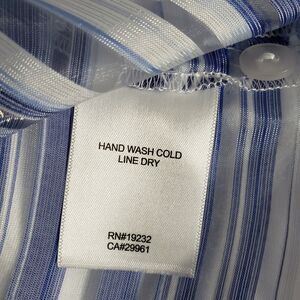 HAND WASH COLD
LINE DRY
RN#19232
CA#29961